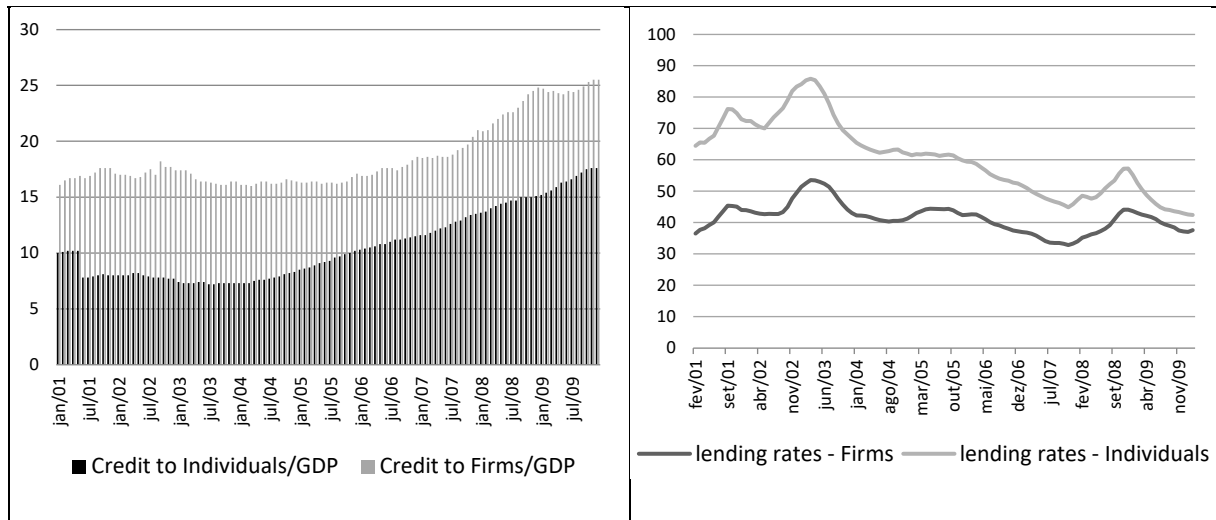 30
25
20
15
10
5
0
jan/01
jul/01
jan/02
jul/02
jan/03
jul/03
jan/04
jul/04
jan/05
jul/05
jan/06
jul/06
jan/07
jul/07
jan/08
jul/08
jan/09
jul/09
Credit to Individuals/GDP Credit to Firms/GDP
100
90
80
70
60
50
40
30
20
10
0
fev/01
set/01
abr/02
nov/02
jun/03
jan/04
ago/04
mar/05
out/05
mai/06
dez/06
jul/07
fev/08
set/08
abr/09
nov/09
lending rates - Firms lending rates - Individuals